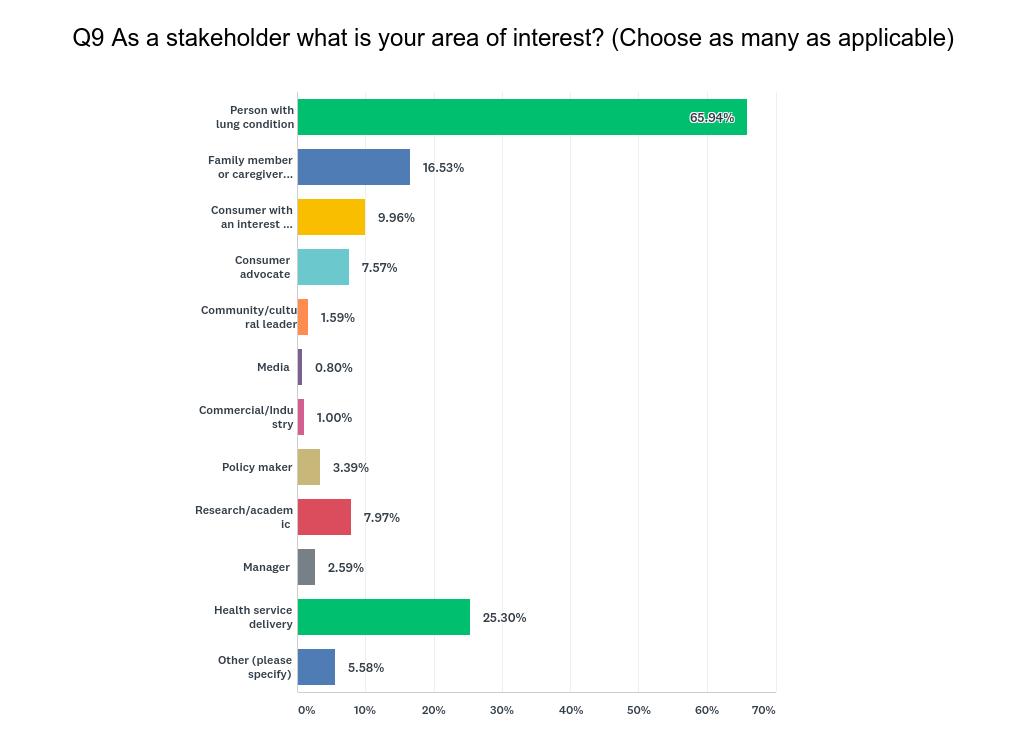 Q9 As a stakeholder what is your area of interest? (Choose as many as applicable)
Person with
lung condition
65.94%
Family member
or caregiver...
16.53%
Consumer with
an interest ...
9.96%
Consumer
advocate
7.57%
Community/cultu
ral leader
1.59%
Media
0.80%
Commercial/Indu
stry
1.00%
Policy maker
3.39%
Research/academ
ic
7.97%
Manager
2.59%
Health service
delivery
25.30%
Other (please
specify)
5.58%
0% 10% 20% 30% 40% 50% 60% 70%